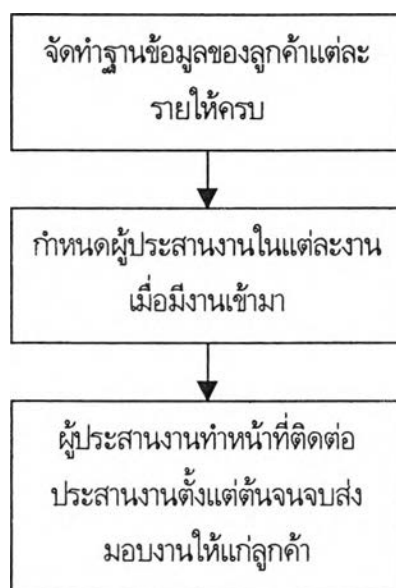 จัดทำฐานข้อมูลของลูกค้าแต่ละ
รายให้ครบ
กำหนดผู้ประสานงานในแต่ละงาน
เมื่อมีงานเข้ามา
ผู้ประสานงานทำหน้าที่ติดต่อ
ประสานงานตั้งแต่ต้นจนจบส่ง
มอบงานให้แก่ลูกค้า